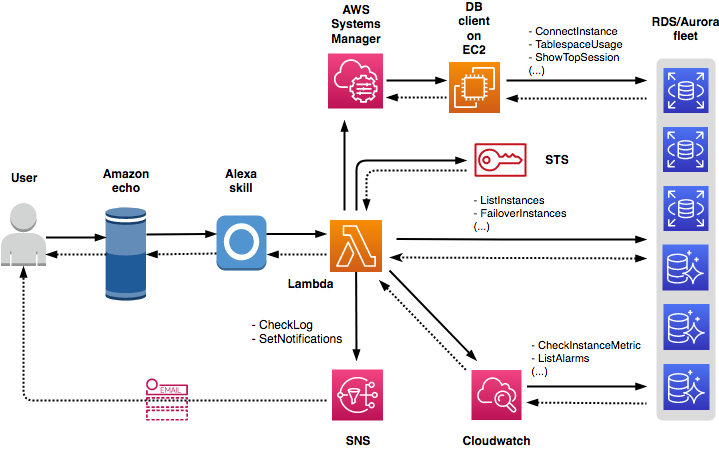 AWS
Systems
Manager
DB
client
on
EC2
- ConnectInstance
- TablespaceUsage
- ShowTopSession
(...)
RDS/Aurora
fleet
User
Amazon
echo
Alexa
skill
STS
- ListInstances
- FailoverInstances
(...)
Lambda
- CheckLog
- SetNotifications
- CheckInstanceMetric
- ListAlarms
(...)
EMAIL
SNS
Cloudwatch